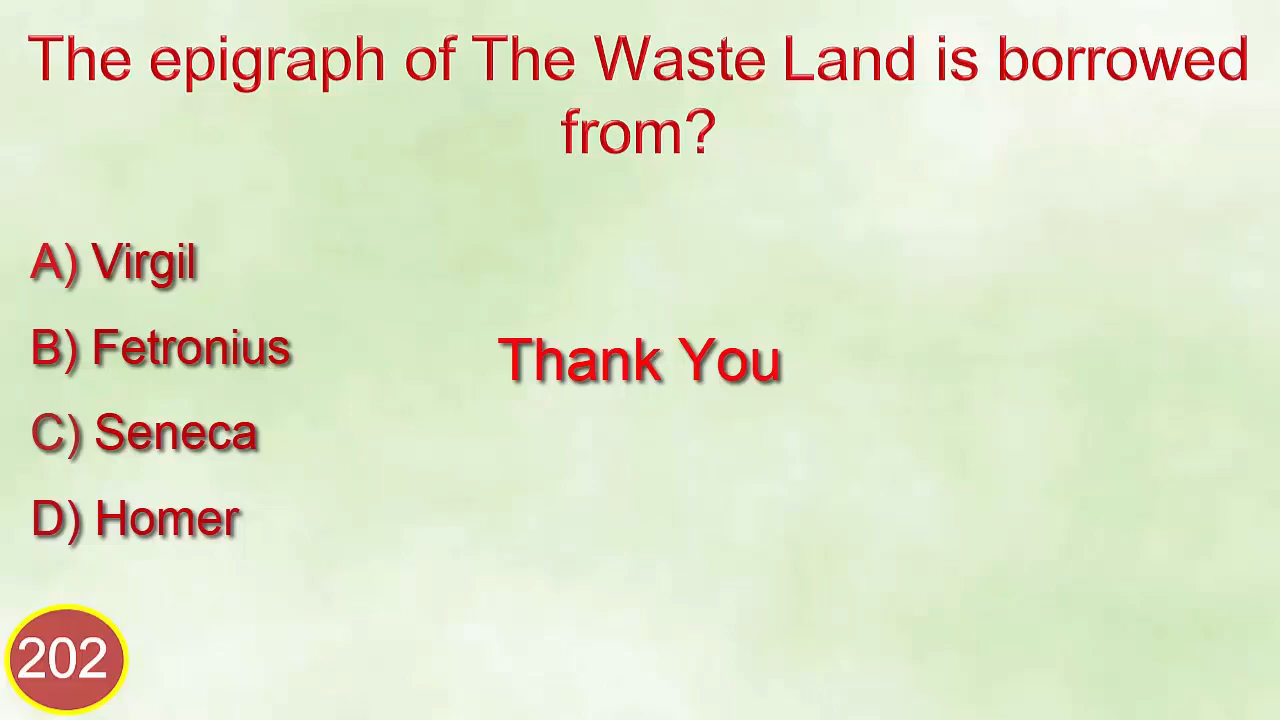 The epigraph of The Waste Land is borrowed
from?
A) Virgil
B) Fetronius
Thank You
C) Seneca
D) Homer
202